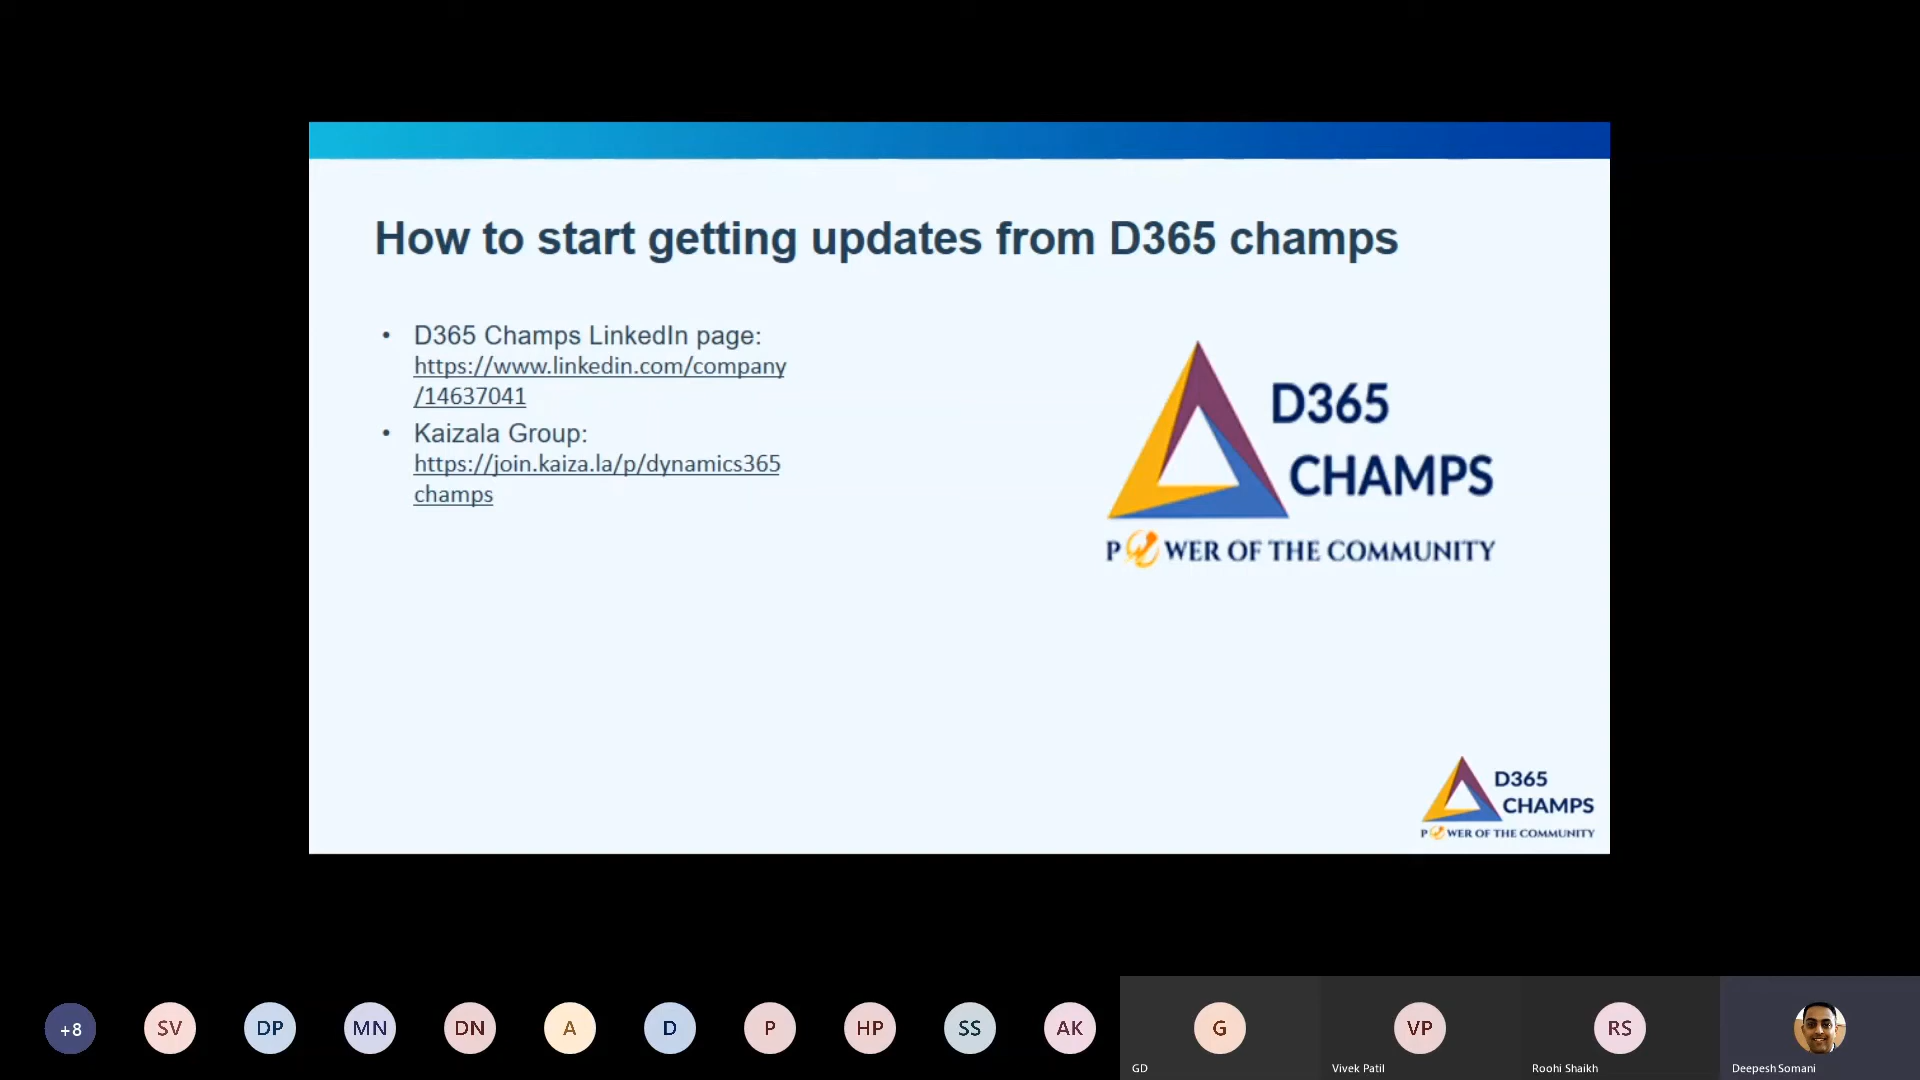 How to start getting updates from D365 champs
• D365 Champs LinkedIn page:
https://www.linkedin.com/company
/14637041
• Kaizala Group:
https://join.kaiza.la/p/dynamics365
champs
D365
CHAMPS
POWER OF THE COMMUNITY
D365
CHAMPS
POWER OF THE COMMUNITY
+8
SV
DP
MN
DN
A
D
P
HP
SS
AK
G
VP
RS
GD
Vivek Patil
Roohi Shaikh
Deepesh Somani